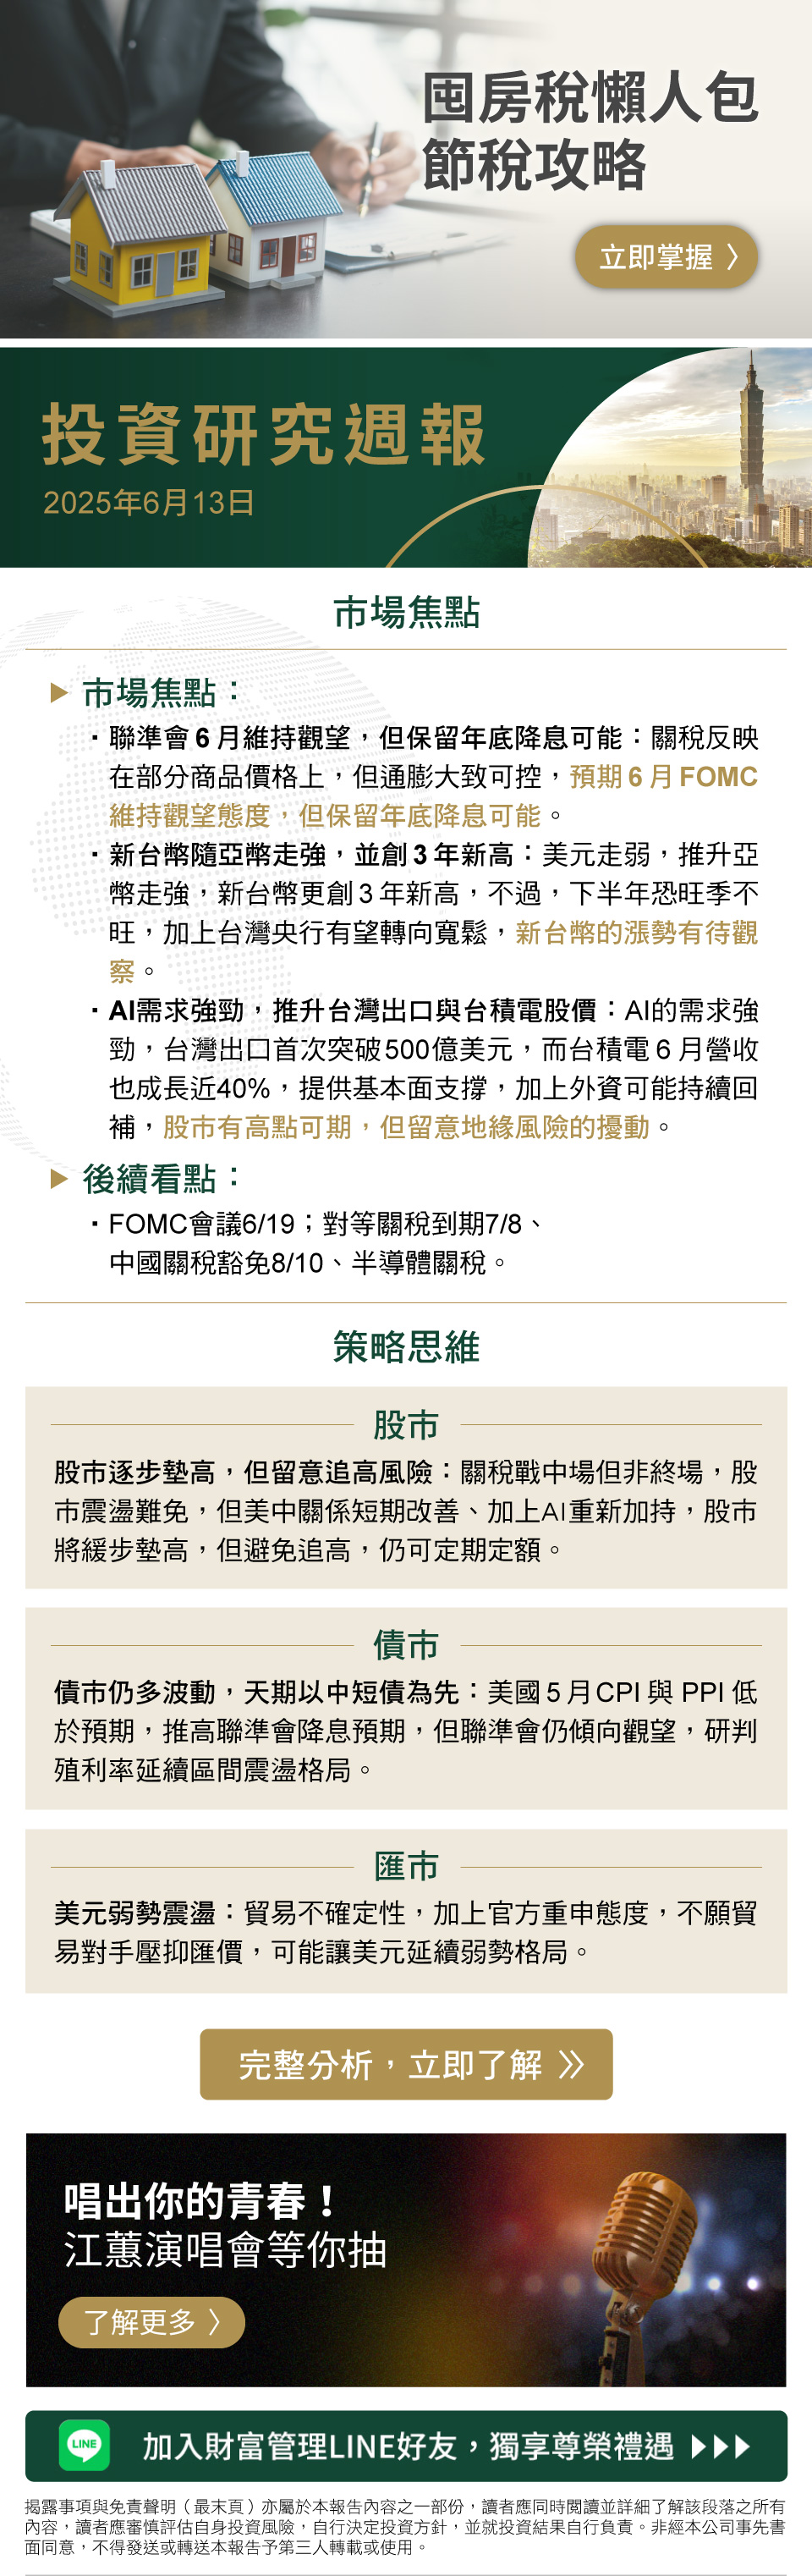 囤房稅懶人包
節稅攻略
立即掌握 〉
投資研究週報
2025年6月13日
市場焦點
▶ 市場焦點：
．聯準會 6 月維持觀望，但保留年底降息可能：關稅反映
在部分商品價格上，但通膨大致可控，預期 6 月 FOMC
維持觀望態度，但保留年底降息可能。
．新台幣隨亞幣走強，並創 3 年新高：美元走弱，推升亞
幣走強，新台幣更創 3 年新高，不過，下半年恐旺季不
旺，加上台灣央行有望轉向寬鬆，新台幣的漲勢有待觀
察。
．AI需求強勁，推升台灣出口與台積電股價：AI的需求強
勁，台灣出口首次突破500億美元，而台積電 6 月營收
也成長近40%，提供基本面支撐，加上外資可能持續回
補，股市有高點可期，但留意地緣風險的擾動。
▶ 後續看點：
．FOMC會議6/19；對等關稅到期7/8、
中國關稅豁免8/10、半導體關稅。
策略思維
股市
股市逐步墊高，但留意追高風險：關稅戰中場但非終場，股
市震盪難免，但美中關係短期改善、加上AI重新加持，股市
將緩步墊高，但避免追高，仍可定期定額。
債市
債市仍多波動，天期以中短債為先：美國 5 月CPI 與 PPI 低
於預期，推高聯準會降息預期，但聯準會仍傾向觀望，研判
殖利率延續區間震盪格局。
匯市
美元弱勢震盪：貿易不確定性，加上官方重申態度，不願貿
易對手壓抑匯價，可能讓美元延續弱勢格局。
完整分析，立即了解 》
唱出你的青春！
江蕙演唱會等你抽
了解更多 〉
LINE
加入財富管理LINE好友，獨享尊榮禮遇 ▶▶▶
揭露事項與免責聲明（最末頁）亦屬於本報告內容之一部份，讀者應同時閱讀並詳細了解該段落之所有
內容，讀者應審慎評估自身投資風險，自行決定投資方針，並就投資結果自行負責。非經本公司事先書
面同意，不得發送或轉送本報告予第三人轉載或使用。